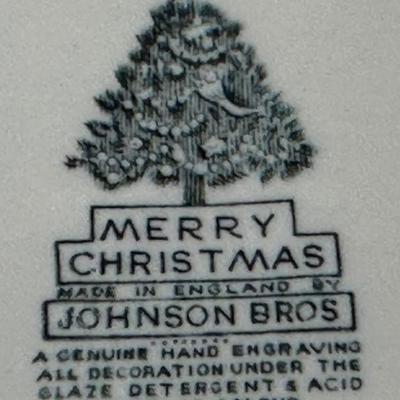 MERRY
CHRISTMAS
MADE IN ENGLAND BY
JOHNSON BROS
A GENUINE HAND ENGRAVING
ALL DECORATION UNDER THE
GLAZE DETERGENT & ACID